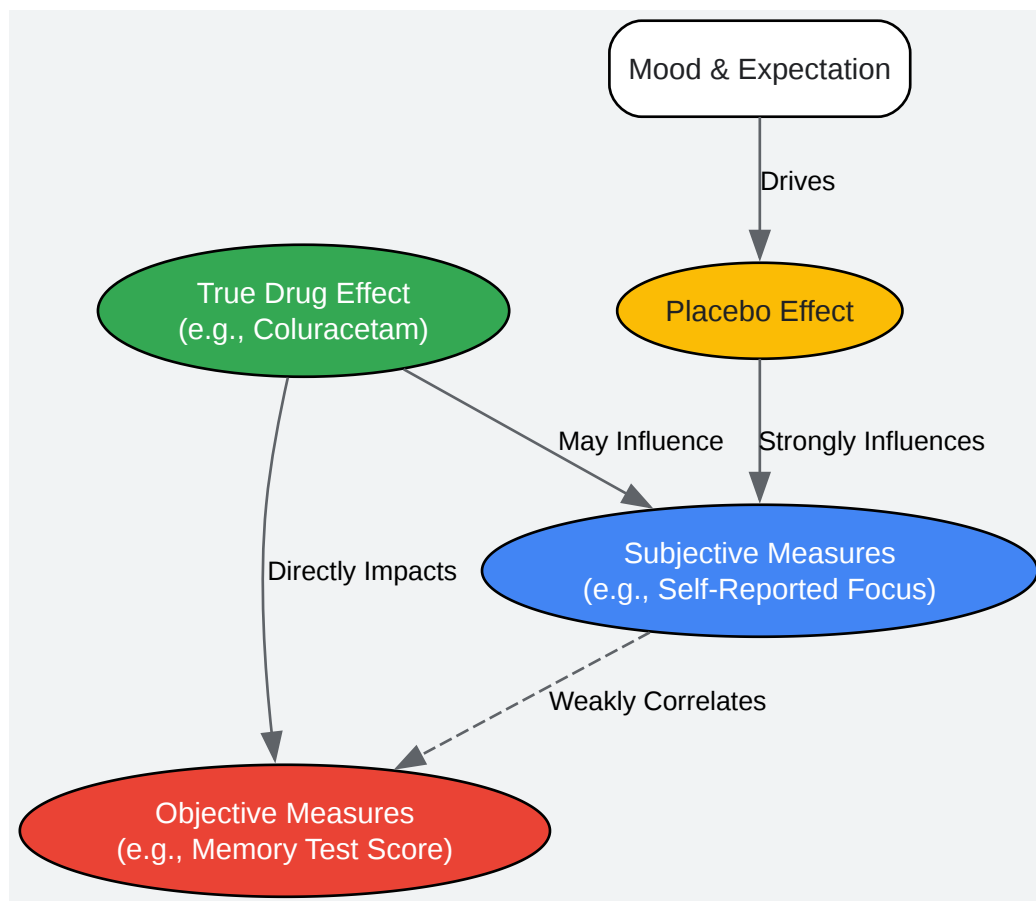 Mood & Expectation
Drives
True Drug Effect
(e.g., Coluracetam)
Placebo Effect
May Influence
Strongly Influences
Subjective Measures
(e.g., Self-Reported Focus)
Directly Impacts
Weakly Correlates
Objective Measures
(e.g., Memory Test Score)